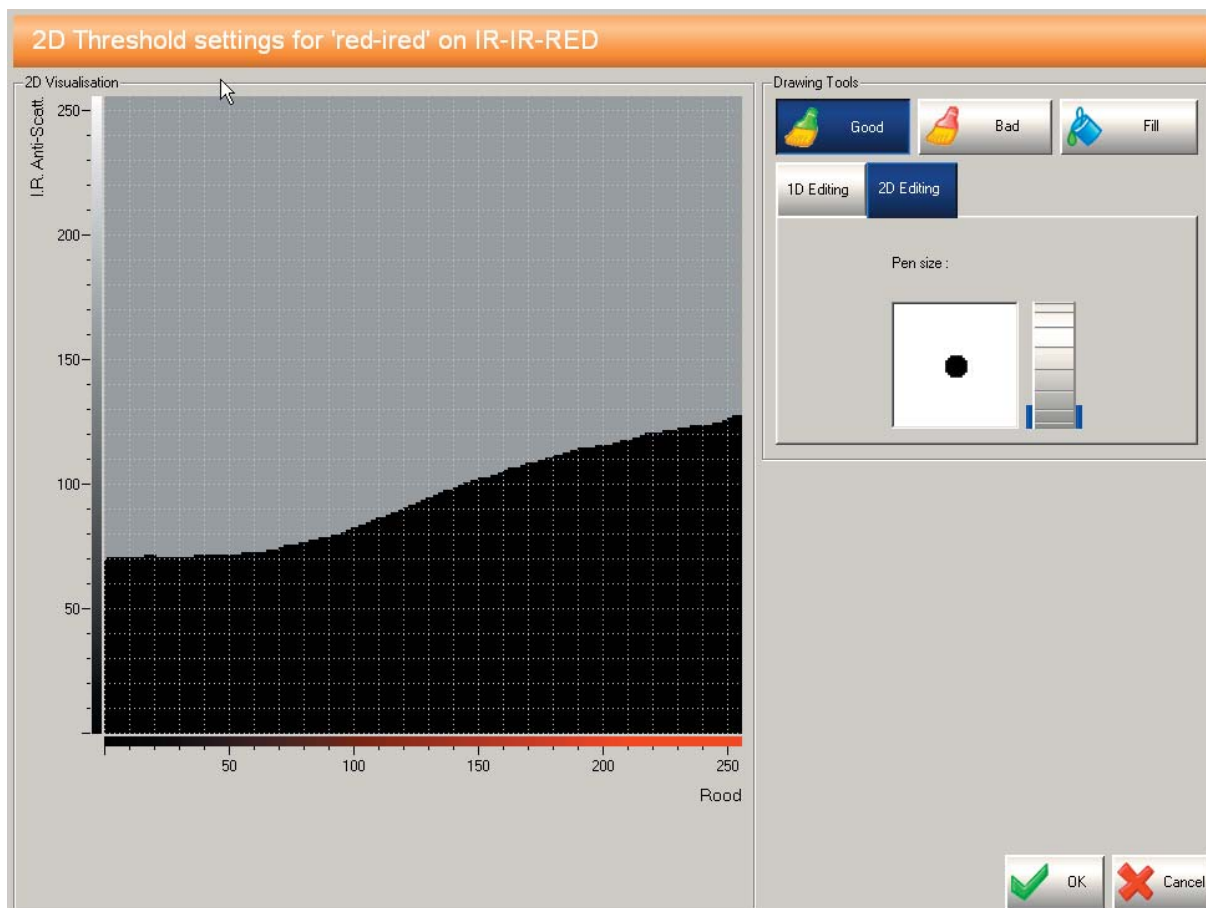 2D Threshold settings for 'red-ired' on IR-IR-RED
2D Visualisation
I.R. Anti-Scatt.
250
200
150
100
50
50 100 150 200 250
Rood
Drawing Tools
Good Bad Fill
1D Editing 2D Editing
Pen size :
OK Cancel